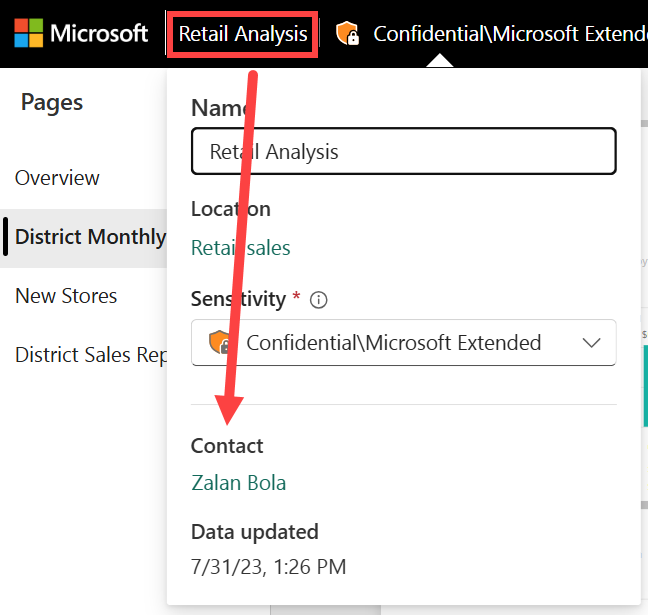 Microsoft Retail Analysis Confidential\Microsoft Extende
Pages
Overview
District Monthly
New Stores
District Sales Rep
Name
Retail Analysis
Location
Retail sales
Sensitivity *
Confidential\Microsoft Extended
Contact
Zalan Bola
Data updated
7/31/23, 1:26 PM
$